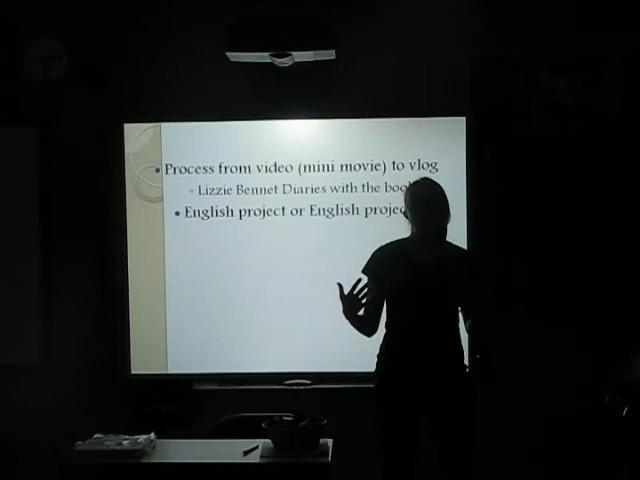 Process from video (mini movie) to vlog
Lizzie Bennet Diaries with the
English project or English